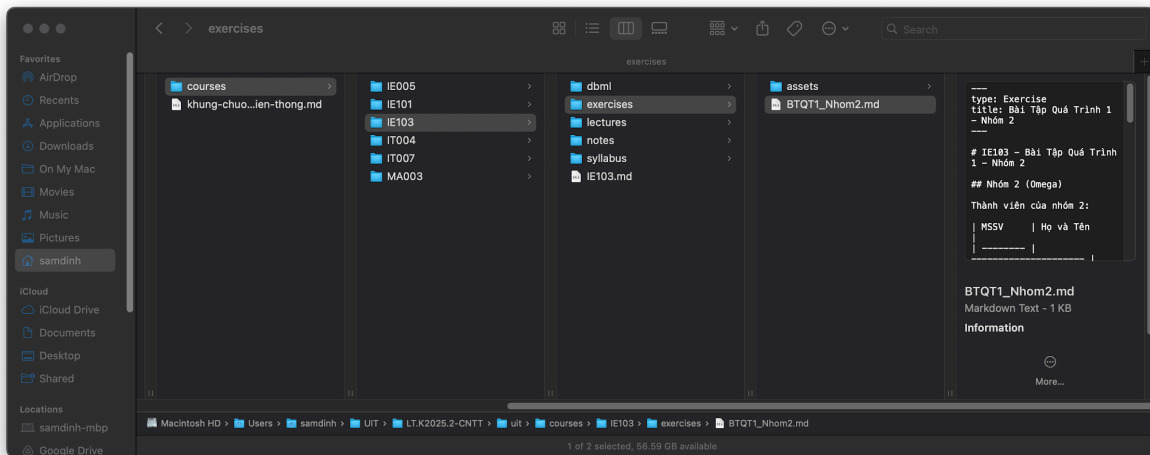 exercises
Search
exercises
Favorites
AirDrop
Recents
Applications
Downloads
On My Mac
Movies
Music
Pictures
samdinh
iCloud
iCloud Drive
Documents
Desktop
Shared
Locations
samdinh-mbp
Google Drive
courses
khung-chuo...ien-thong.md
IE005
IE101
IE103
IT004
IT007
MA003
dbml
exercises
lectures
notes
syllabus
IE103.md
assets
BTQT1_Nhom2.md
---
type: Exercise
title: Bài Tập Quá Trình 1
- Nhóm 2
---
# IE103 - Bài Tập Quá Trình
1 - Nhóm 2
## Nhóm 2 (Omega)
Thành viên của nhóm 2:
| MSSV | Họ và Tên
|
| -------- |
---------------------- |
BTQT1_Nhom2.md
Markdown Text - 1 KB
Information
More...
Macintosh HD › Users › samdinh › UIT › LT.K2025.2-CNTT › uit › courses › IE103 › exercises › BTQT1_Nhom2.md
1 of 2 selected, 56.59 GB available